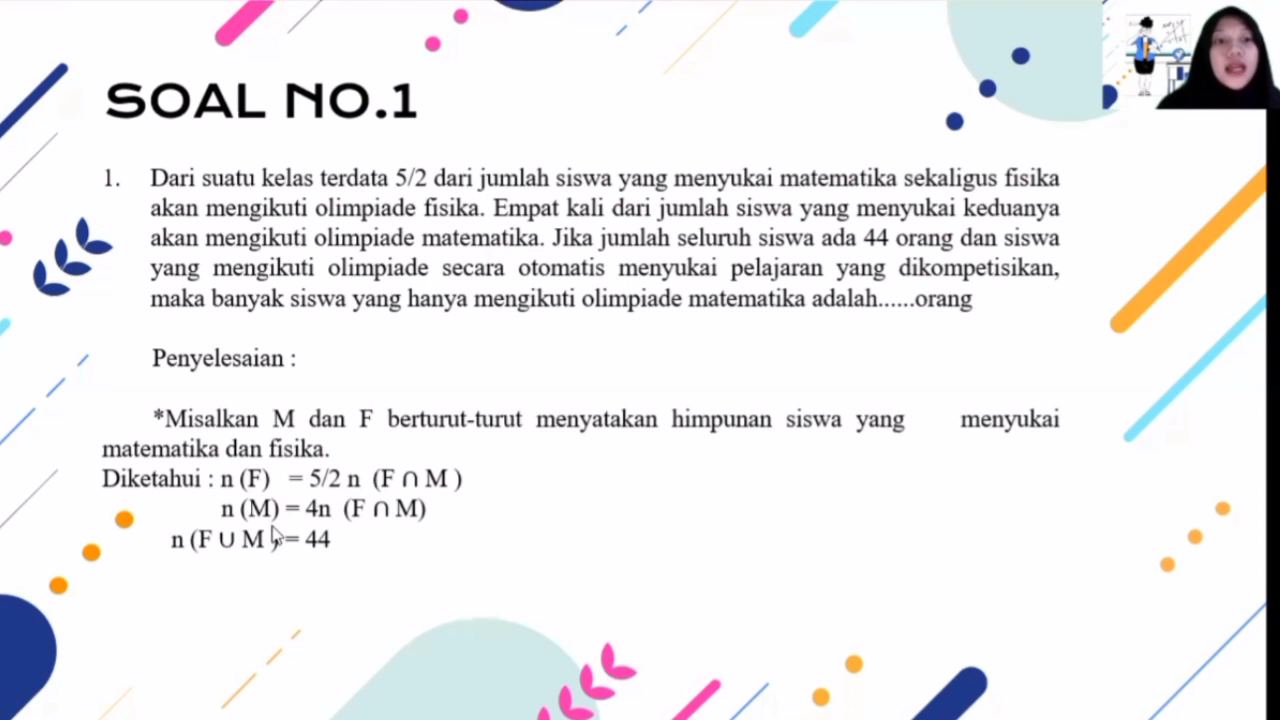 SOAL NO.1
1. Dari suatu kelas terdata 5/2 dari jumlah siswa yang menyukai matematika sekaligus fisika
akan mengikuti olimpiade fisika. Empat kali dari jumlah siswa yang menyukai keduanya
akan mengikuti olimpiade matematika. Jika jumlah seluruh siswa ada 44 orang dan siswa
yang mengikuti olimpiade secara otomatis menyukai pelajaran yang dikompetisikan,
maka banyak siswa yang hanya mengikuti olimpiade matematika adalah......orang
Penyelesaian :
*Misalkan M dan F berturut-turut menyatakan himpunan siswa yang menyukai
matematika dan fisika.
Diketahui : n (F) = 5/2 n (F ∩ M )
n (M) = 4n (F ∩ M)
n (F ∪ M ) = 44